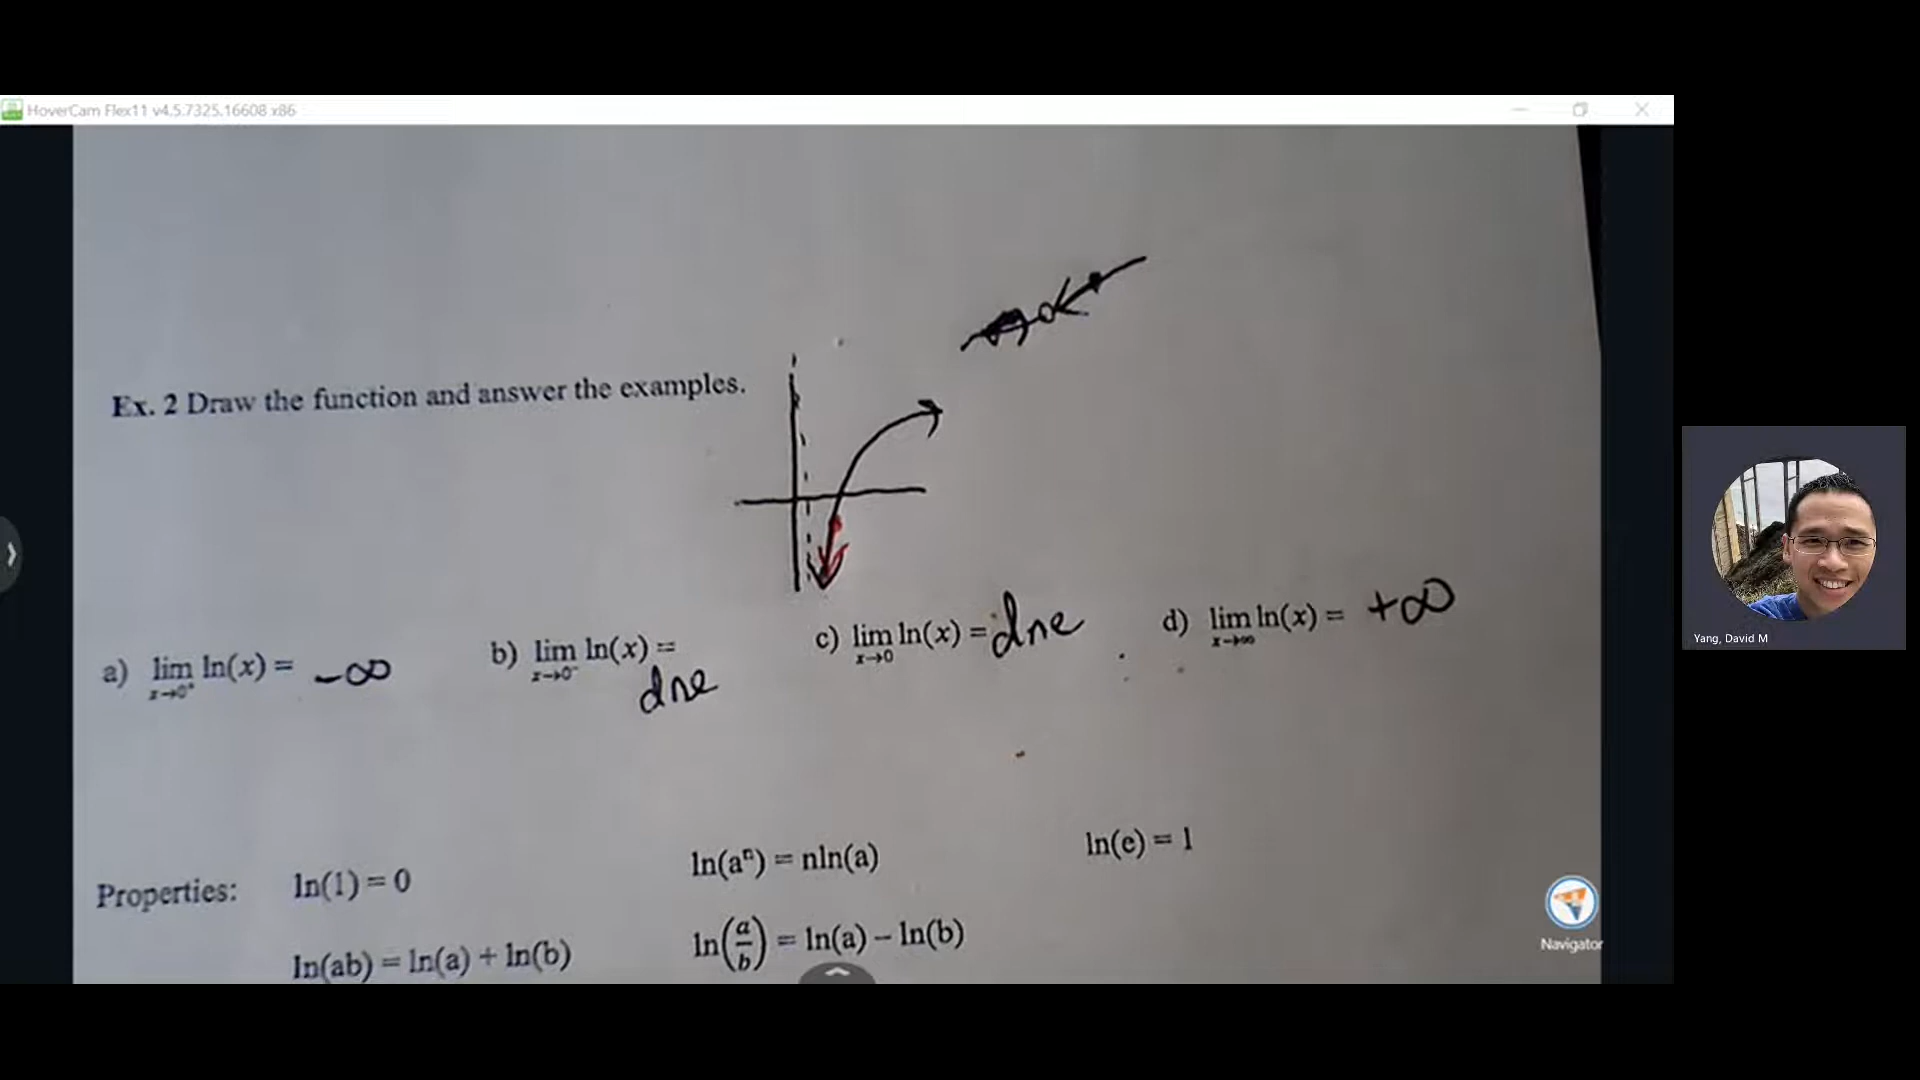 HoverCam Flex11 v4.5.7325.16608 x86
Ex. 2 Draw the function and answer the examples.
a) lim x→0⁺ ln(x) = -∞
b) lim x→0⁻ ln(x) = dne
c) lim x→0 ln(x) = dne
d) lim x→∞ ln(x) = +∞
Properties: ln(1) = 0
ln(aⁿ) = nln(a)
ln(e) = 1
ln(ab) = ln(a) + ln(b)
ln(a/b) = ln(a) – ln(b)
Navigator
Yang, David M